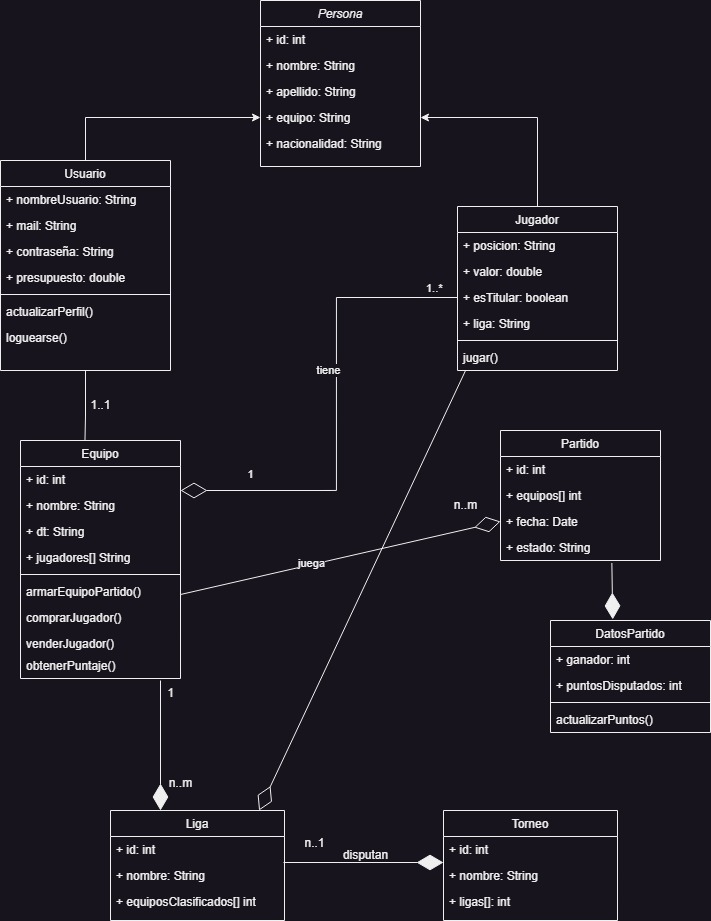 Persona
+ id: int
+ nombre: String
+ apellido: String
+ equipo: String
+ nacionalidad: String
Usuario
+ nombreUsuario: String
+ mail: String
+ contraseña: String
+ presupuesto: double
actualizarPerfil()
loguearse()
Jugador
+ posicion: String
+ valor: double
+ esTitular: boolean
+ liga: String
jugar()
1..*
tiene
1
1..1
Equipo
+ id: int
+ nombre: String
+ dt: String
+ jugadores[] String
armarEquipoPartido()
comprarJugador()
venderJugador()
obtenerPuntaje()
Partido
+ id: int
+ equipos[] int
+ fecha: Date
+ estado: String
n..m
juega
DatosPartido
+ ganador: int
+ puntosDisputados: int
actualizarPuntos()
1
n..m
Liga
+ id: int
+ nombre: String
+ equiposClasificados[] int
n..1
disputan
Torneo
+ id: int
+ nombre: String
+ ligas[]: int